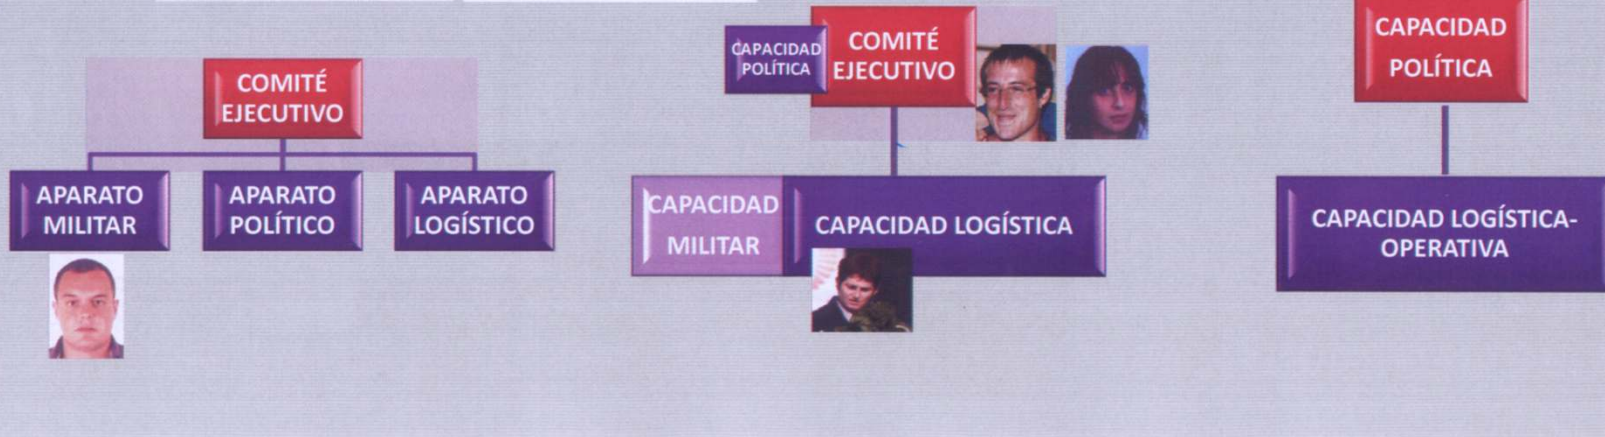 COMITÉ
EJECUTIVO
APARATO
MILITAR
APARATO
POLÍTICO
APARATO
LOGÍSTICO
CAPACIDAD
POLÍTICA
COMITÉ
EJECUTIVO
CAPACIDAD
MILITAR
CAPACIDAD LOGÍSTICA
CAPACIDAD
POLÍTICA
CAPACIDAD LOGÍSTICA-
OPERATIVA